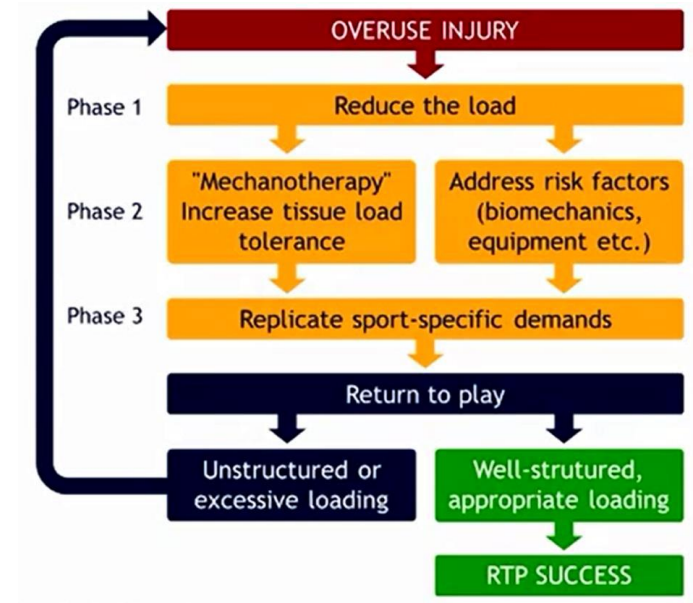 OVERUSE INJURY
Phase 1
Reduce the load
Phase 2
"Mechanotherapy"
Increase tissue load
tolerance
Address risk factors
(biomechanics,
equipment etc.)
Phase 3
Replicate sport-specific demands
Return to play
Unstructured or
excessive loading
Well-strutured,
appropriate loading
RTP SUCCESS